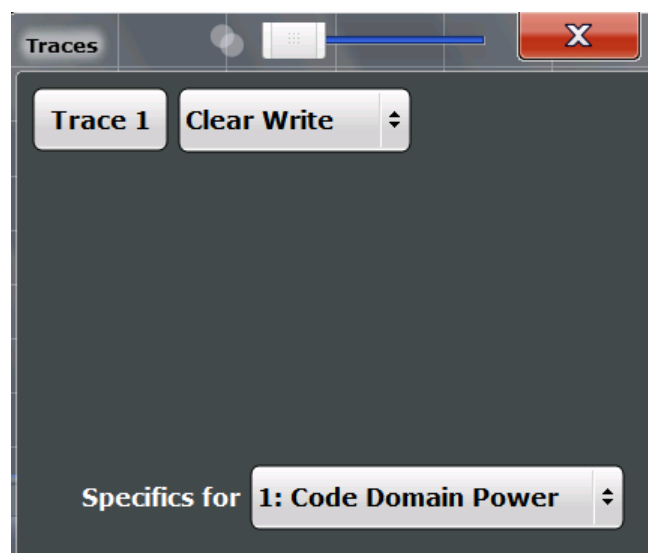 Traces
X
Trace 1 Clear Write
Specifics for 1: Code Domain Power